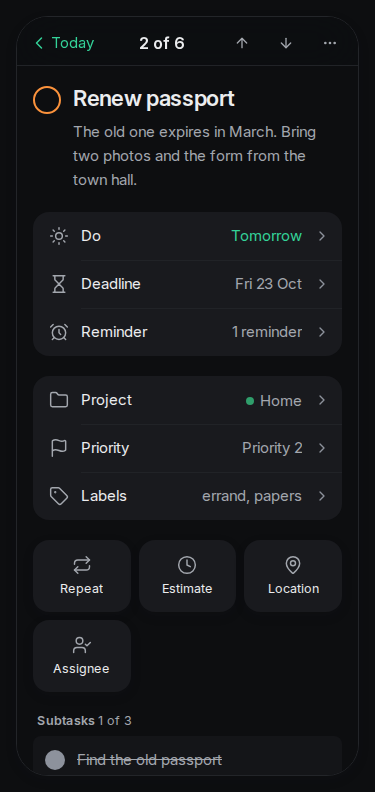 Today
2 of 6
Renew passport
The old one expires in March. Bring
two photos and the form from the
town hall.
Do
Tomorrow
Deadline
Fri 23 Oct
Reminder
1 reminder
Project
Home
Priority
Priority 2
Labels
errand, papers
Repeat
Estimate
Location
Assignee
Subtasks 1 of 3
Find the old passport